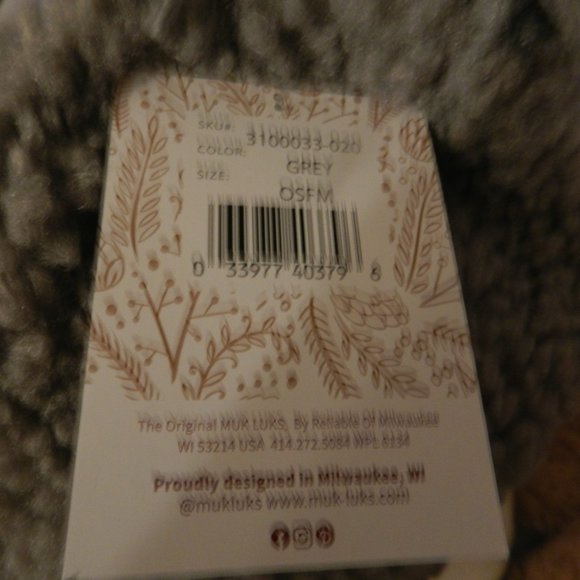 SKU#: 3100033-020
COLOR: GREY
SIZE: OSFM
0 33977 40379 6
The Original MUK LUKS, By Reliable Of Milwaukee
WI 53214 USA 414.272.5084 WPL 6234
Proudly designed in Milwaukee, WI
@mukluks www.muk-luks.com